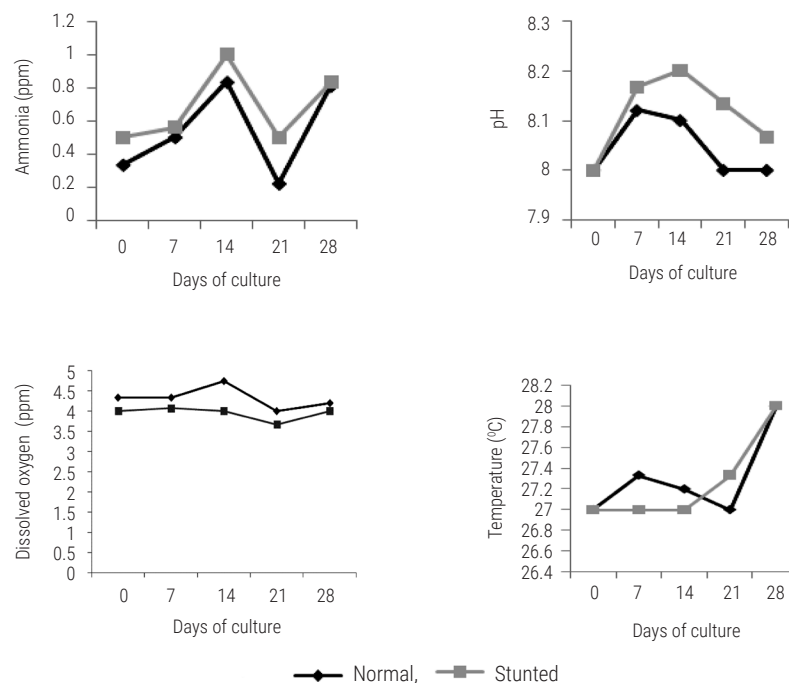 1.2
1
0.8
0.6
0.4
0.2
0
Ammonia (ppm)
0 7 14 21 28
Days of culture
8.3
8.2
8.1
8
7.9
pH
0 7 14 21 28
Days of culture
5
4.5
4
3.5
3
2.5
2
1.5
1
0.5
0
Dissolved oxygen (ppm)
0 7 14 21 28
Days of culture
28.2
28
27.8
27.6
27.4
27.2
27
26.8
26.6
26.4
Temperature (⁰C)
0 7 14 21 28
Days of culture
Normal, Stunted